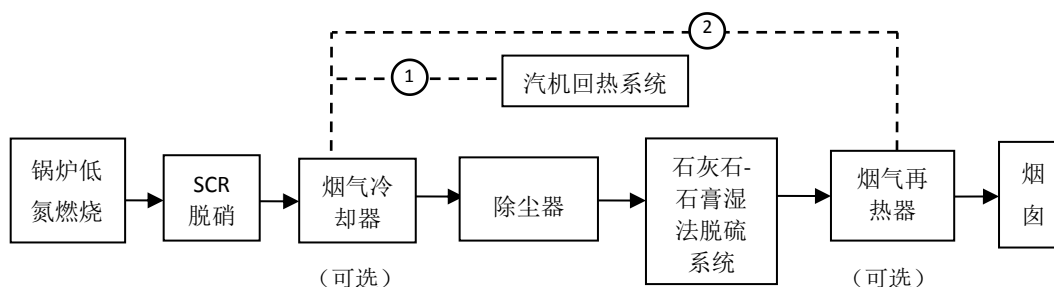 2
1
汽机回热系统
锅炉低
氮燃烧
SCR
脱硝
烟气冷
却器
除尘器
石灰石-
石膏湿
法脱硫
系统
烟气再
热器
烟
囱
（可选）
（可选）